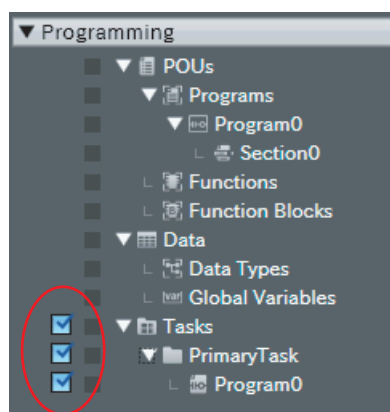 Programming
POUs
Programs
Program0
Section0
Functions
Function Blocks
Data
Data Types
Global Variables
Tasks
PrimaryTask
Program0